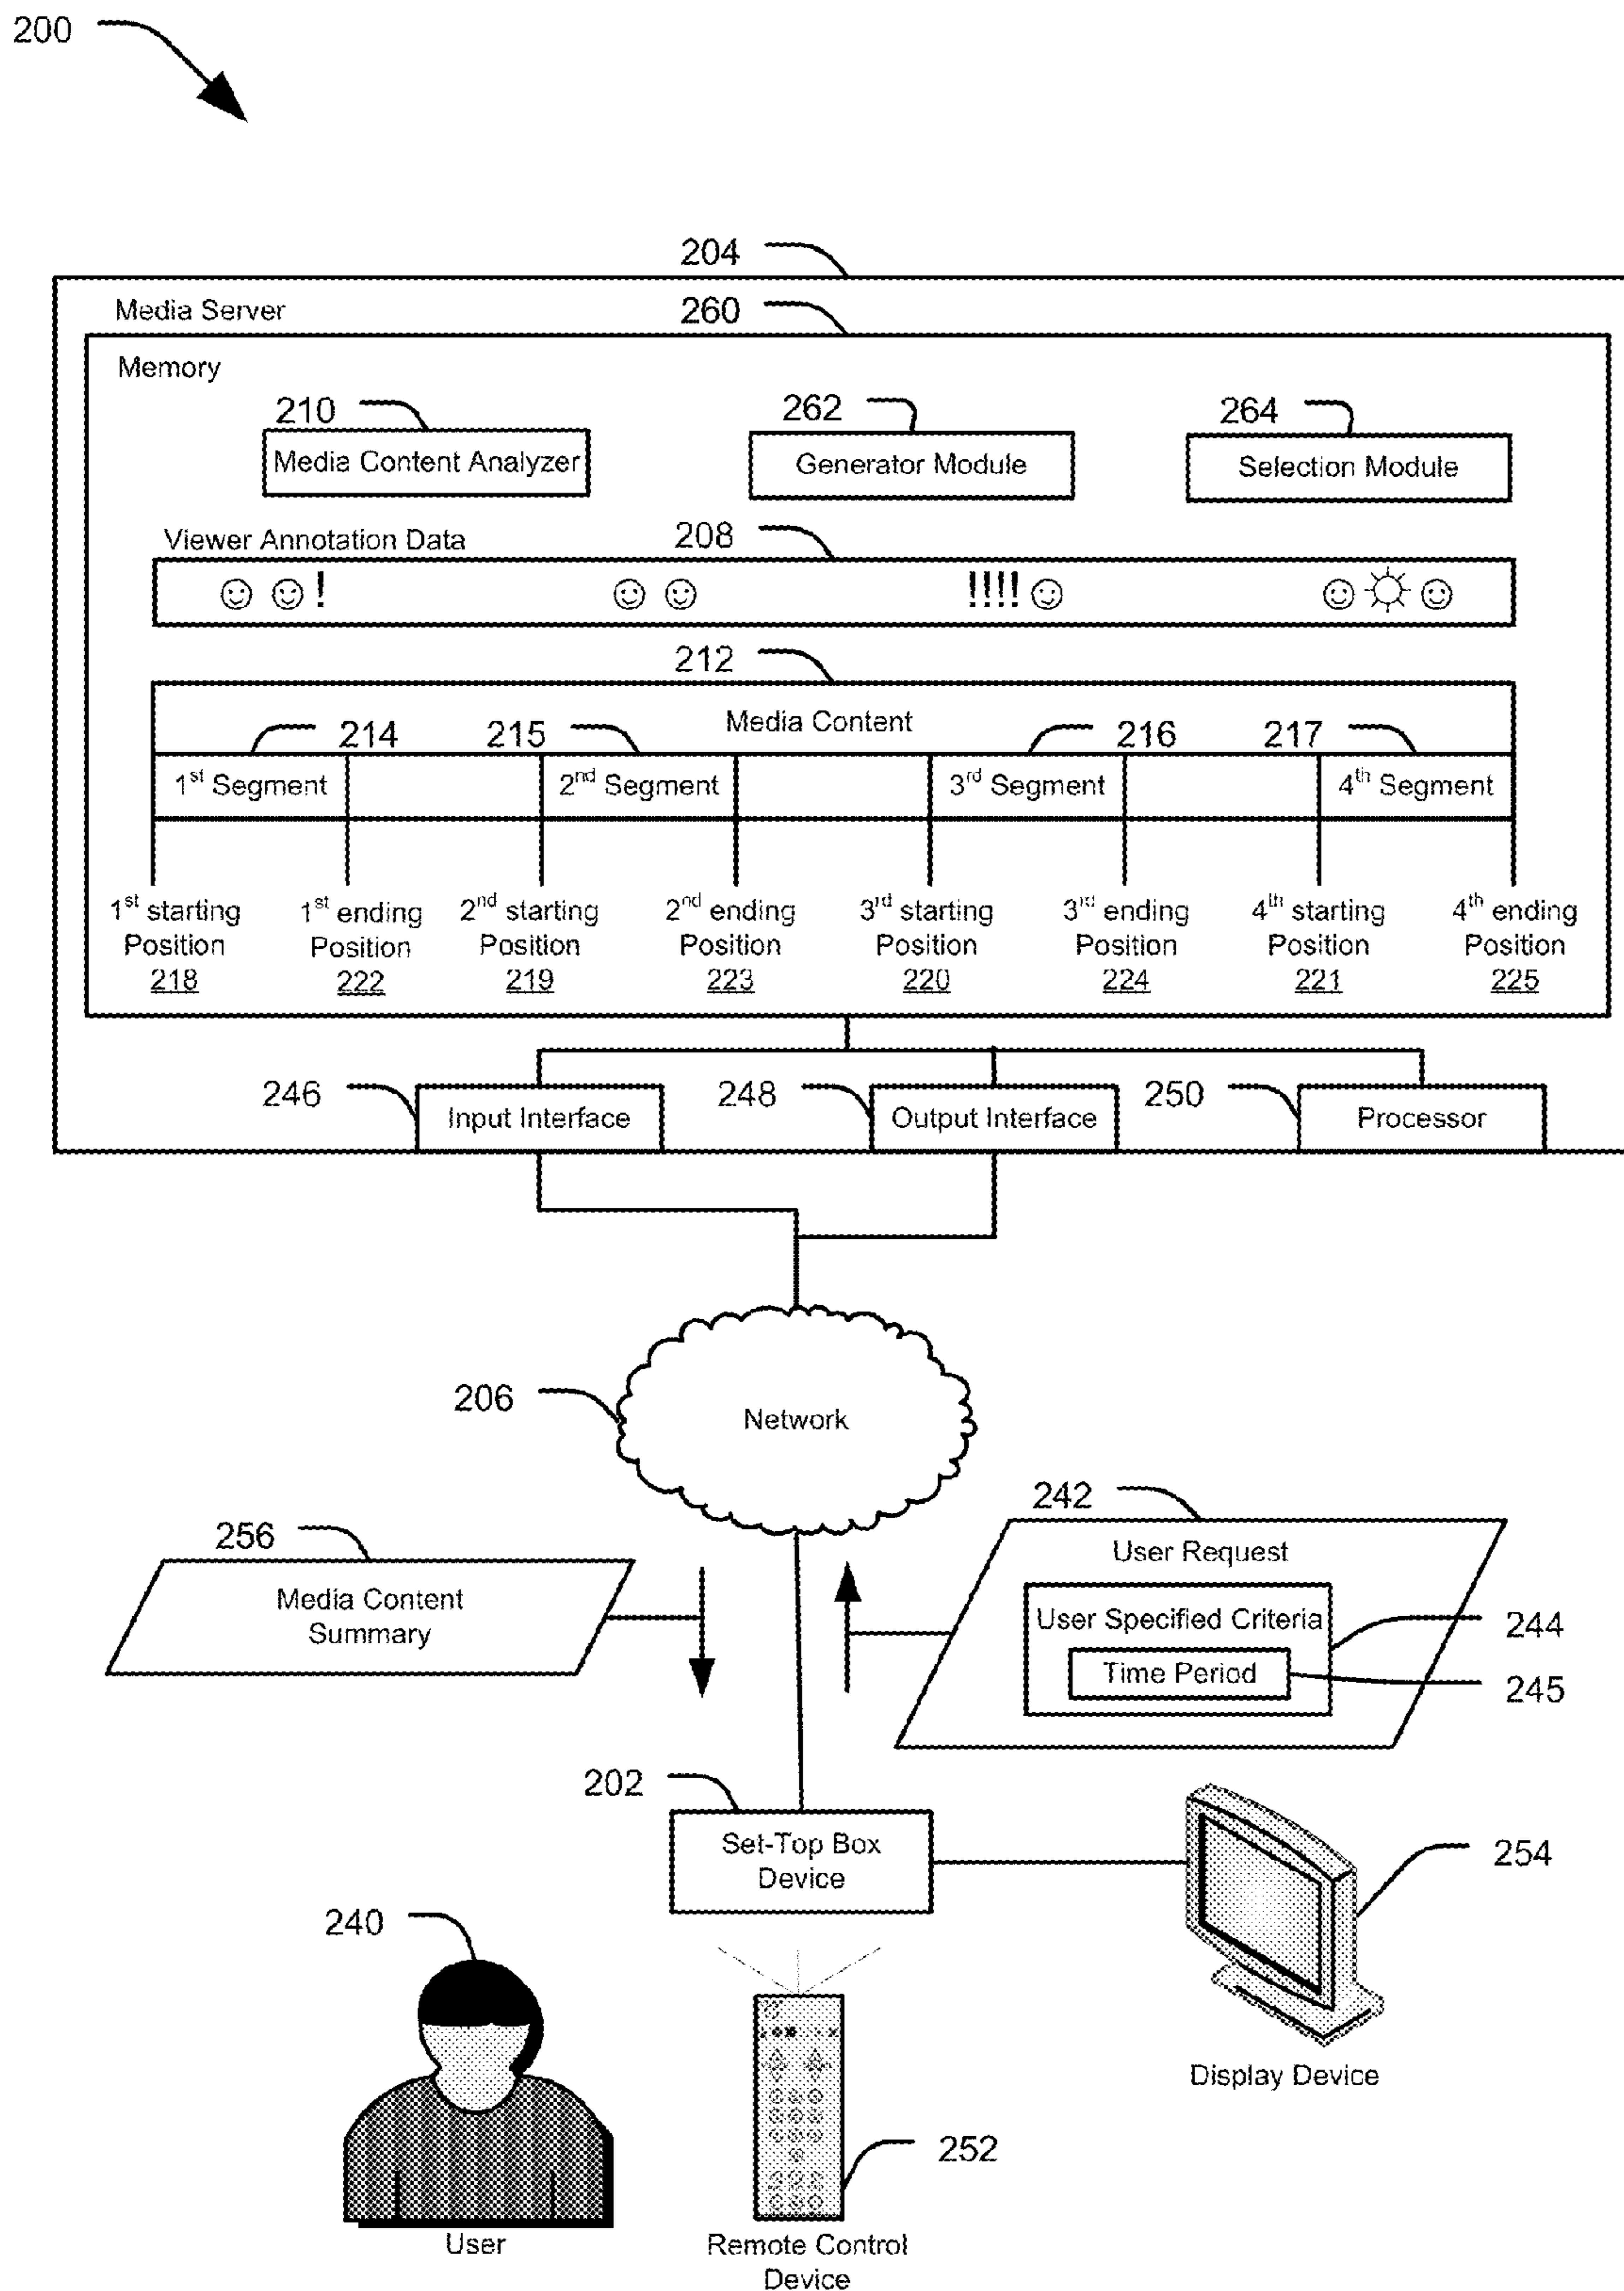 200
204
Media Server
260
Memory
210
262
264
Media Content Analyzer
Generator Module
Selection Module
Viewer Annotation Data
208
! !!!!
212
Media Content
214
215
216
217
1st Segment
2nd Segment
3rd Segment
4th Segment
1st starting
Position
218
1st ending
Position
222
2nd starting
Position
219
2nd ending
Position
223
3rd starting
Position
220
3rd ending
Position
224
4th starting
Position
221
4th ending
Position
225
246
Input Interface
248
Output Interface
250
Processor
206
Network
256
Media Content
Summary
242
User Request
User Specified Criteria
244
Time Period
245
202
Set-Top Box
Device
254
Display Device
240
User
252
Remote Control
Device